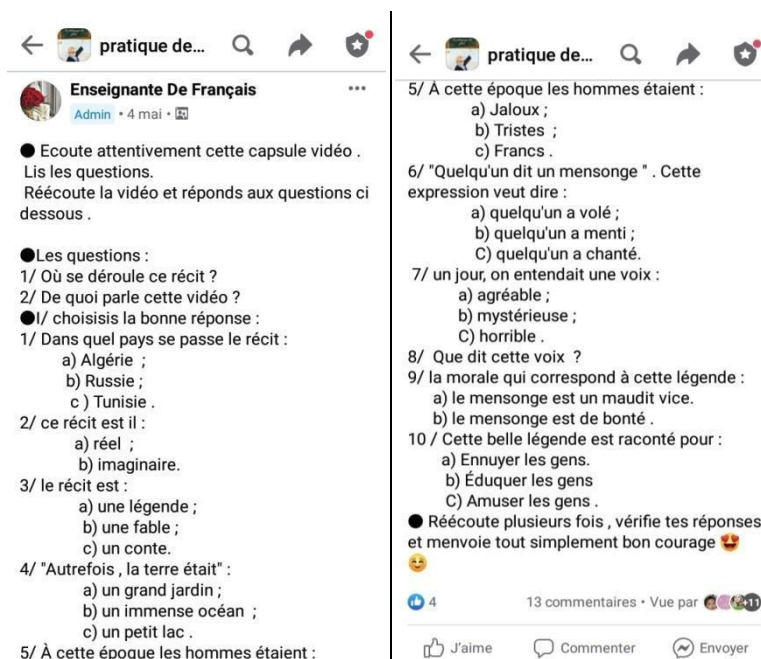 pratique de...
Enseignante De Français
Admin • 4 mai •
● Ecoute attentivement cette capsule vidéo .
Lis les questions.
Réécoute la vidéo et réponds aux questions ci
dessous .
●Les questions :
1/ Où se déroule ce récit ?
2/ De quoi parle cette vidéo ?
●I/ choisisis la bonne réponse :
1/ Dans quel pays se passe le récit :
a) Algérie ;
b) Russie ;
c ) Tunisie .
2/ ce récit est il :
a) réel ;
b) imaginaire.
3/ le récit est :
a) une légende ;
b) une fable ;
c) un conte.
4/ "Autrefois , la terre était" :
a) un grand jardin ;
b) un immense océan ;
c) un petit lac .
5/ À cette époque les hommes étaient :
pratique de...
5/ À cette époque les hommes étaient :
a) Jaloux ;
b) Tristes ;
c) Francs .
6/ "Quelqu'un dit un mensonge " . Cette
expression veut dire :
a) quelqu'un a volé ;
b) quelqu'un a menti ;
C) quelqu'un a chanté.
7/ un jour, on entendait une voix :
a) agréable ;
b) mystérieuse ;
C) horrible .
8/ Que dit cette voix ?
9/ la morale qui correspond à cette légende :
a) le mensonge est un maudit vice.
b) le mensonge est de bonté .
10 / Cette belle légende est raconté pour :
a) Ennuyer les gens.
b) Éduquer les gens
C) Amuser les gens .
● Réécoute plusieurs fois , vérifie tes réponses
et menvoie tout simplement bon courage 😍
☺️
4
13 commentaires • Vue par +11
J'aime
Commenter
Envoyer